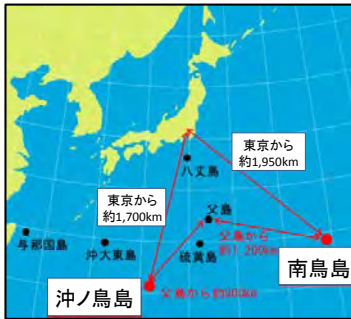 東京から
約1,950km
八丈島
東京から
約1,700km
父島
父島から
約1,200km
与那国島
沖大東島
硫黄島
南鳥島
沖ノ鳥島
父島から約900km